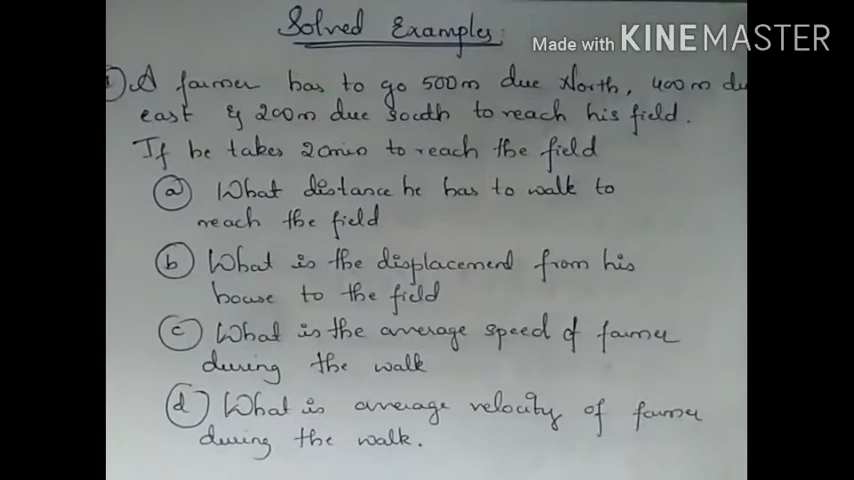 Solved Examples
Made with KINEMASTER
① A farmer has to go 500m due North, 400m du
east & 200m due south to reach his field.
If he takes 20min to reach the field
(a) What distance he has to walk to
reach the field
(b) What is the displacement from his
house to the field
(c) What is the average speed of farmer
during the walk
(d) What is average velocity of farmer
during the walk.